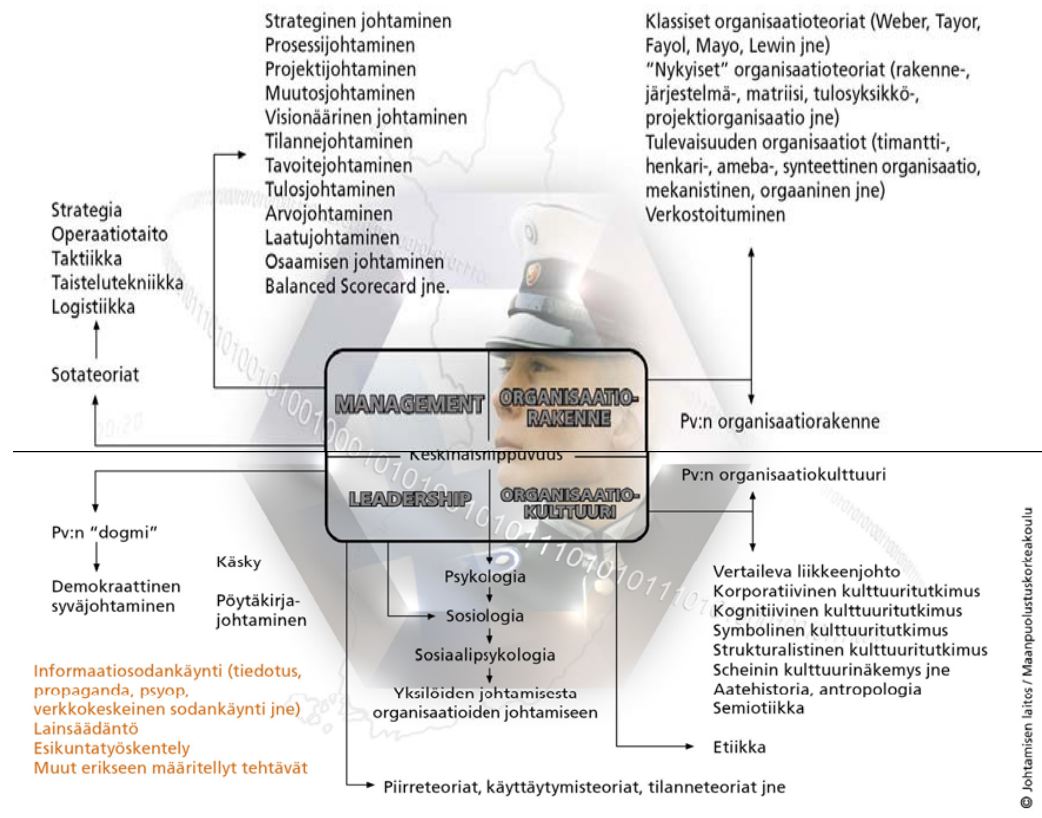 Strateginen johtaminen
Prosessijohtaminen
Projektijohtaminen
Muutosjohtaminen
Visionäärinen johtaminen
Tilannejohtaminen
Tavoitejohtaminen
Tulosjohtaminen
Arvojohtaminen
Laatujohtaminen
Osaamisen johtaminen
Balanced Scorecard jne.
Klassiset organisaatioteoriat (Weber, Tayor,
Fayol, Mayo, Lewin jne)
”Nykyiset” organisaatioteoriat (rakenne-,
järjestelmä-, matriisi, tulosyksikkö-,
projektiorganisaatio jne)
Tulevaisuuden organisaatiot (timantti-,
henkari-, ameba-, synteettinen organisaatio,
mekanistinen, orgaaninen jne)
Verkostoituminen
Strategia
Operaatiotaito
Taktiikka
Taistelutekniikka
Logistiikka
Sotateoriat
MANAGEMENT
ORGANISAATIO-
RAKENNE
Pv:n organisaatiorakenne
Keskinäisriippuvuus
LEADERSHIP
ORGANISAATIO-
KULTTUURI
Pv:n organisaatiokulttuuri
Pv:n ”dogmi”
Demokraattinen
syväjohtaminen
Käsky
Pöytäkirja-
johtaminen
Psykologia
Sosiologia
Sosiaalipsykologia
Yksilöiden johtamisesta
organisaatioiden johtamiseen
Vertaileva liikkeenjohto
Korporatiivinen kulttuuritutkimus
Kognitiivinen kulttuuritutkimus
Symbolinen kulttuuritutkimus
Strukturalistinen kulttuuritutkimus
Scheinin kulttuurinäkemys jne
Aatehistoria, antropologia
Semiotiikka
Etiikka
Informaatiosodankäynti (tiedotus,
propaganda, psyop,
verkkokeskeinen sodankäynti jne)
Lainsäädäntö
Esikuntatyöskentely
Muut erikseen määritellyt tehtävät
Piirreteoriat, käyttäytymisteoriat, tilanneteoriat jne
© Johtamisen laitos / Maanpuolustuskorkeakoulu